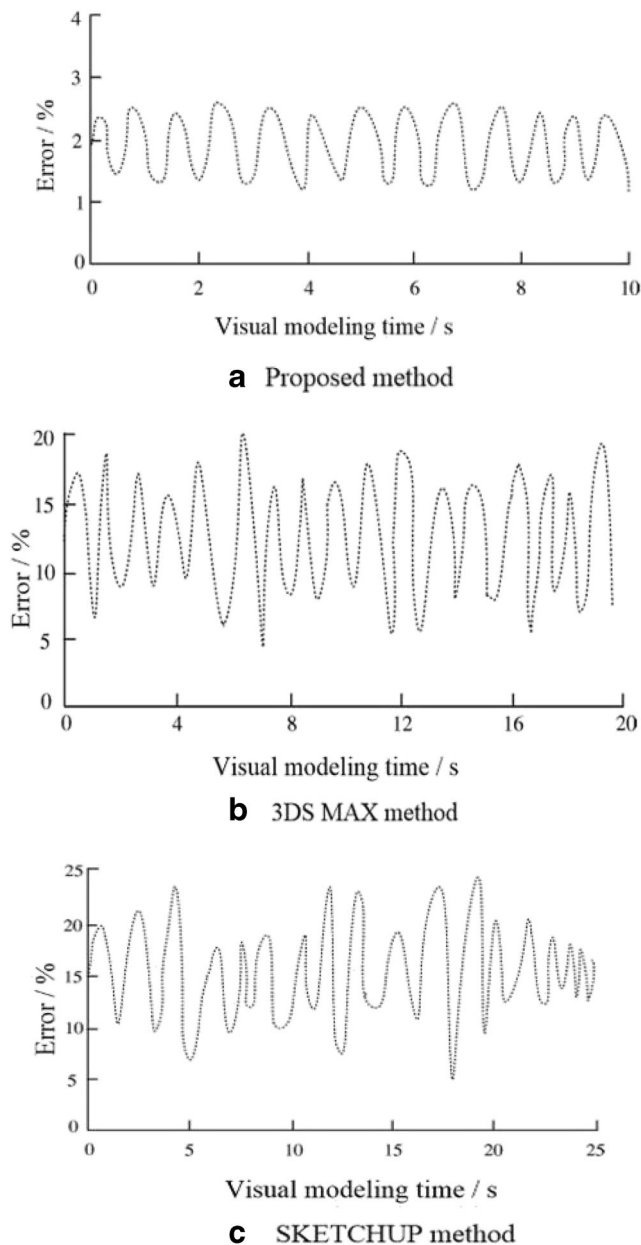 4
3
Error / %
2
1
0
0 2 4 6 8 10
Visual modeling time / s
a Proposed method
20
15
Error / %
10
5
0
0 4 8 12 16 20
Visual modeling time / s
b 3DS MAX method
25
20
Error / %
15
10
5
0
0 5 10 15 20 25
Visual modeling time / s
c SKETCHUP method